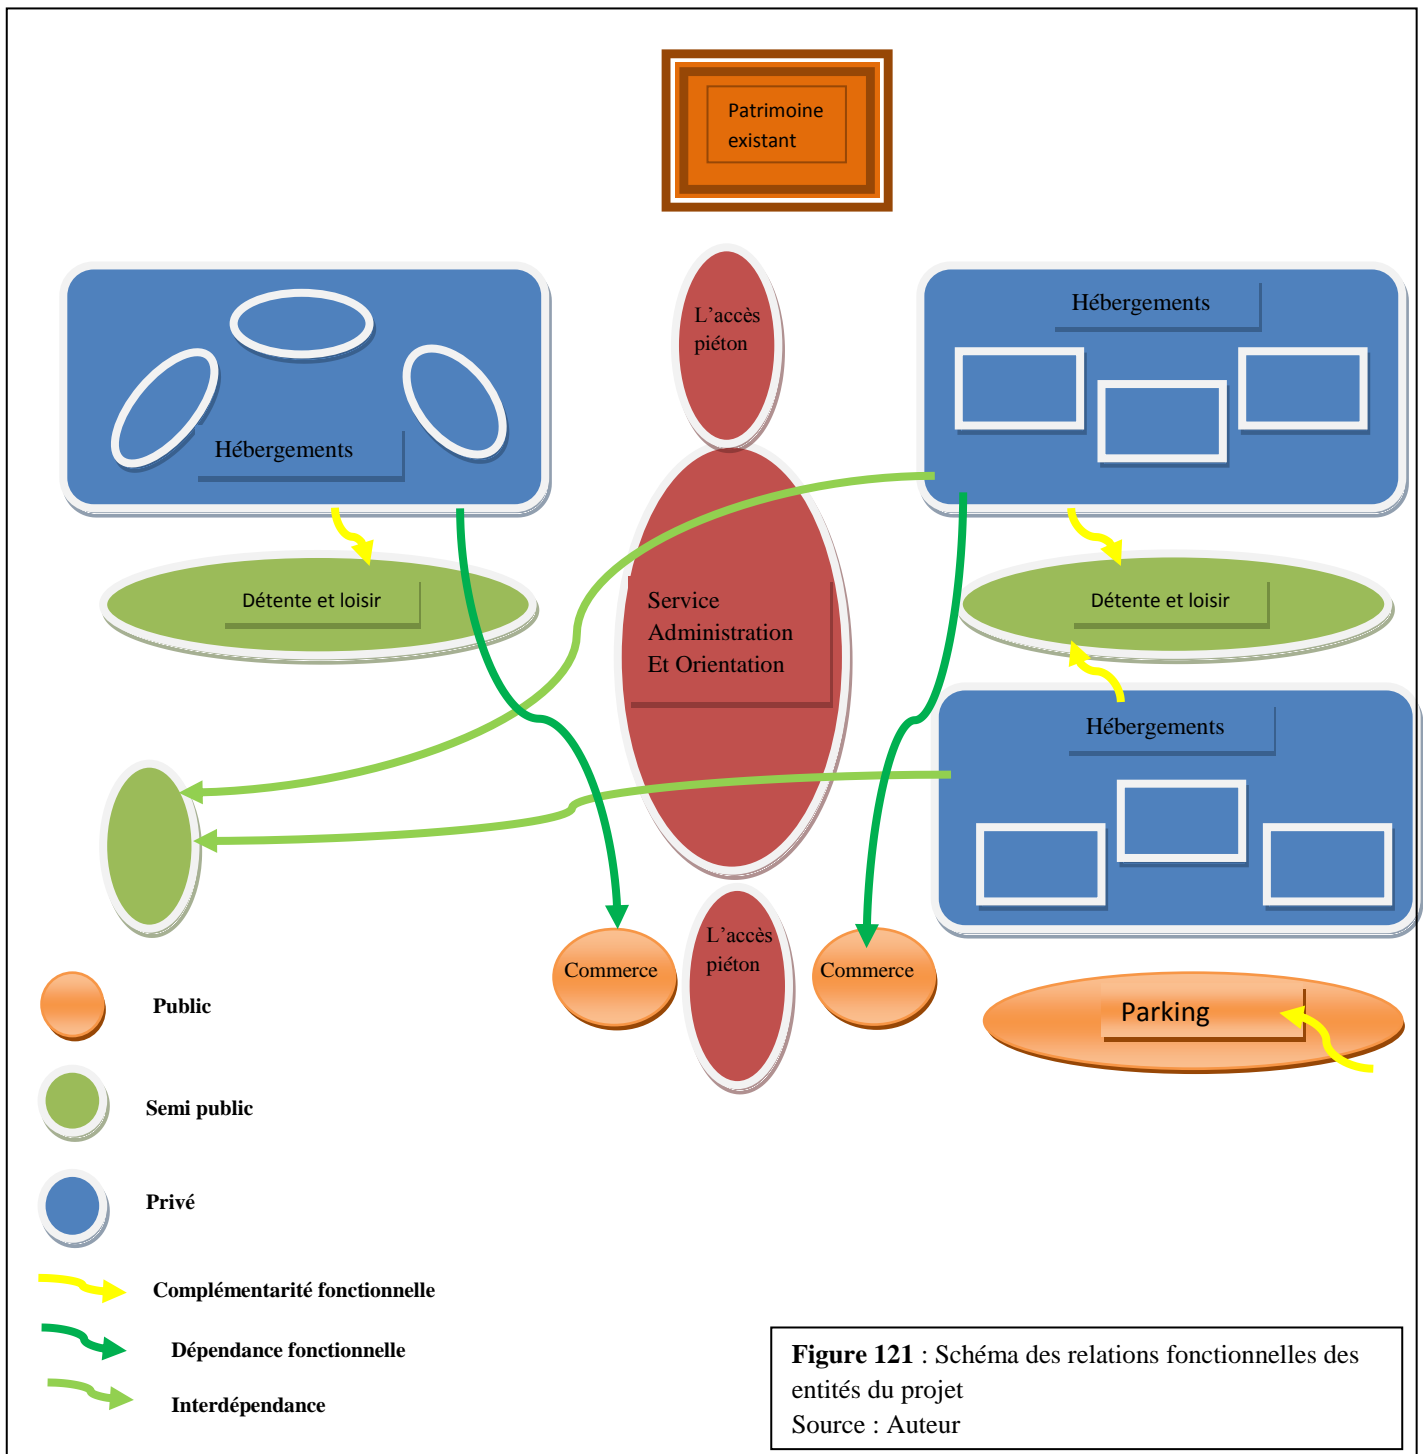 Patrimoine
existant
L'accès
piéton
Hébergements
Hébergements
Détente et loisir
Service
Administration
Et Orientation
Détente et loisir
Hébergements
Commerce
L'accès
piéton
Commerce
Parking
Public
Semi public
Privé
Complémentarité fonctionnelle
Dépendance fonctionnelle
Interdépendance
Figure 121 : Schéma des relations fonctionnelles des
entités du projet
Source : Auteur